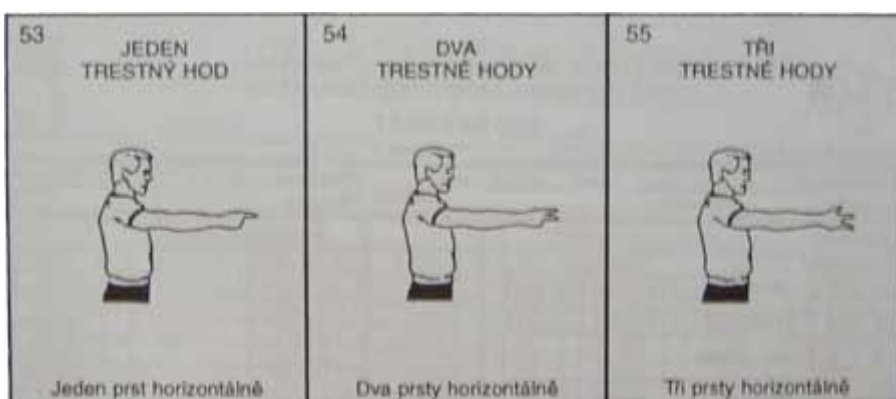 53
JEDEN
TRESTNÝ HOD
Jeden prst horizontálně
54
DVA
TRESTNÉ HODY
Dva prsty horizontálně
55
TŘI
TRESTNÉ HODY
Tři prsty horizontálně